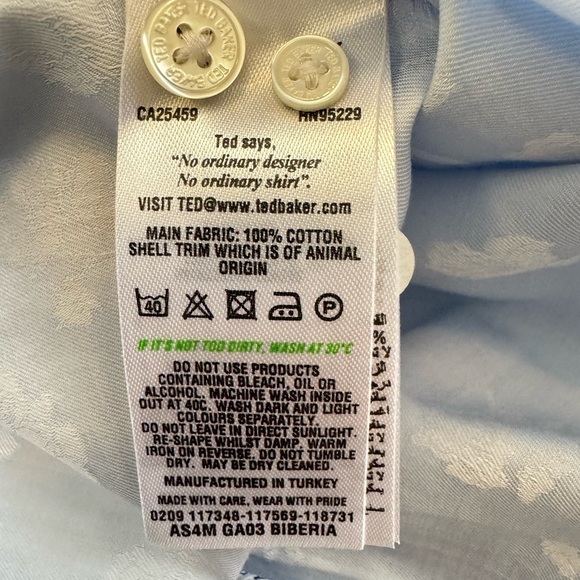 TED BAKER TED BAKER
CA25459 RN95229
Ted says,
“No ordinary designer
No ordinary shirt”.
VISIT TED@www.tedbaker.com
MAIN FABRIC: 100% COTTON
SHELL TRIM WHICH IS OF ANIMAL
ORIGIN
40 P
IF IT'S NOT TOO DIRTY, WASH AT 30°C
DO NOT USE PRODUCTS
CONTAINING BLEACH, OIL OR
ALCOHOL. MACHINE WASH INSIDE
OUT AT 40C. WASH DARK AND LIGHT
COLOURS SEPARATELY.
DO NOT LEAVE IN DIRECT SUNLIGHT.
RE-SHAPE WHILST DAMP. WARM
IRON ON REVERSE. DO NOT TUMBLE
DRY. MAY BE DRY CLEANED.
MANUFACTURED IN TURKEY
MADE WITH CARE, WEAR WITH PRIDE
0209 117348-117569-118731
AS4M GA03 BIBERIA